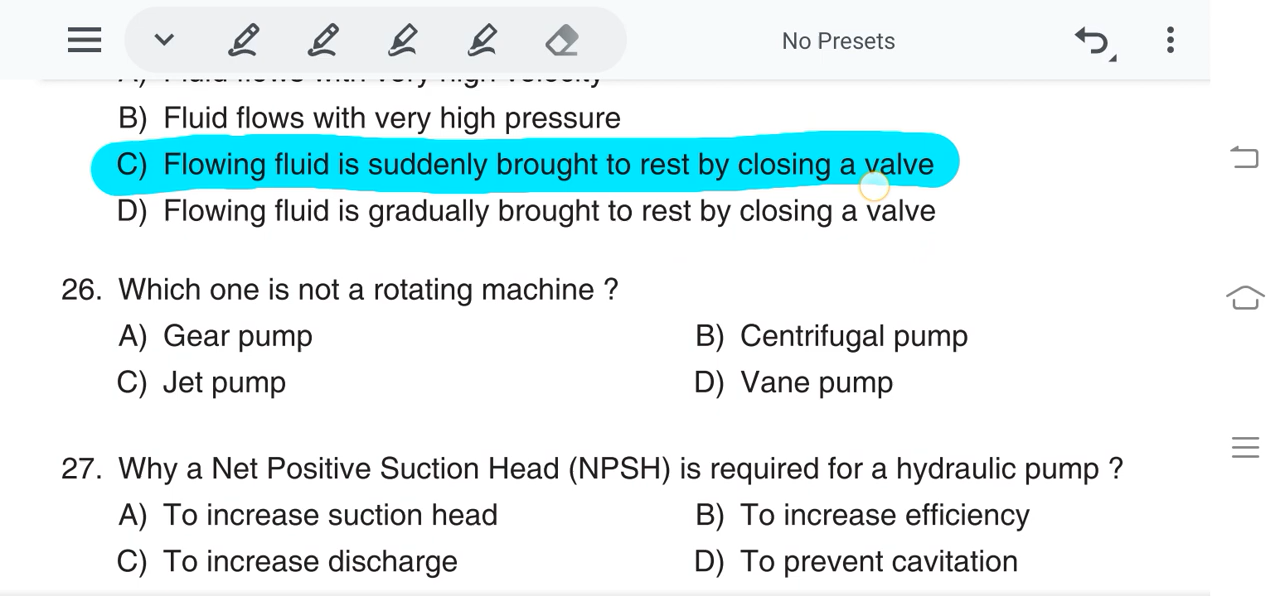 No Presets
B) Fluid flows with very high pressure
C) Flowing fluid is suddenly brought to rest by closing a valve
D) Flowing fluid is gradually brought to rest by closing a valve
26. Which one is not a rotating machine ?
A) Gear pump B) Centrifugal pump
C) Jet pump D) Vane pump
27. Why a Net Positive Suction Head (NPSH) is required for a hydraulic pump ?
A) To increase suction head B) To increase efficiency
C) To increase discharge D) To prevent cavitation